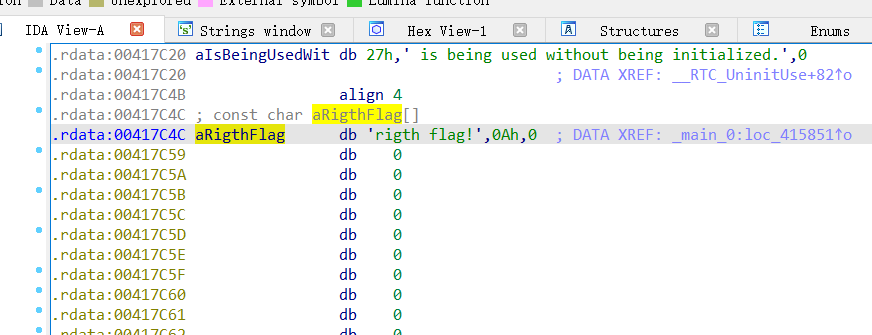 Data Unexplored External symbol Lumina function
IDA View-A Strings window Hex View-1 Structures Enums
.rdata:00417C20 aIsBeingUsedWit db 27h,' is being used without being initialized.',0
.rdata:00417C20 ; DATA XREF: __RTC_UninitUse+82↑o
.rdata:00417C4B align 4
.rdata:00417C4C ; const char aRigthFlag[]
.rdata:00417C4C aRigthFlag db 'rigth flag!',0Ah,0 ; DATA XREF: _main_0:loc_415851↑o
.rdata:00417C59 db 0
.rdata:00417C5A db 0
.rdata:00417C5B db 0
.rdata:00417C5C db 0
.rdata:00417C5D db 0
.rdata:00417C5E db 0
.rdata:00417C5F db 0
.rdata:00417C60 db 0
.rdata:00417C61 db 0
.rdata:00417C62 db 0